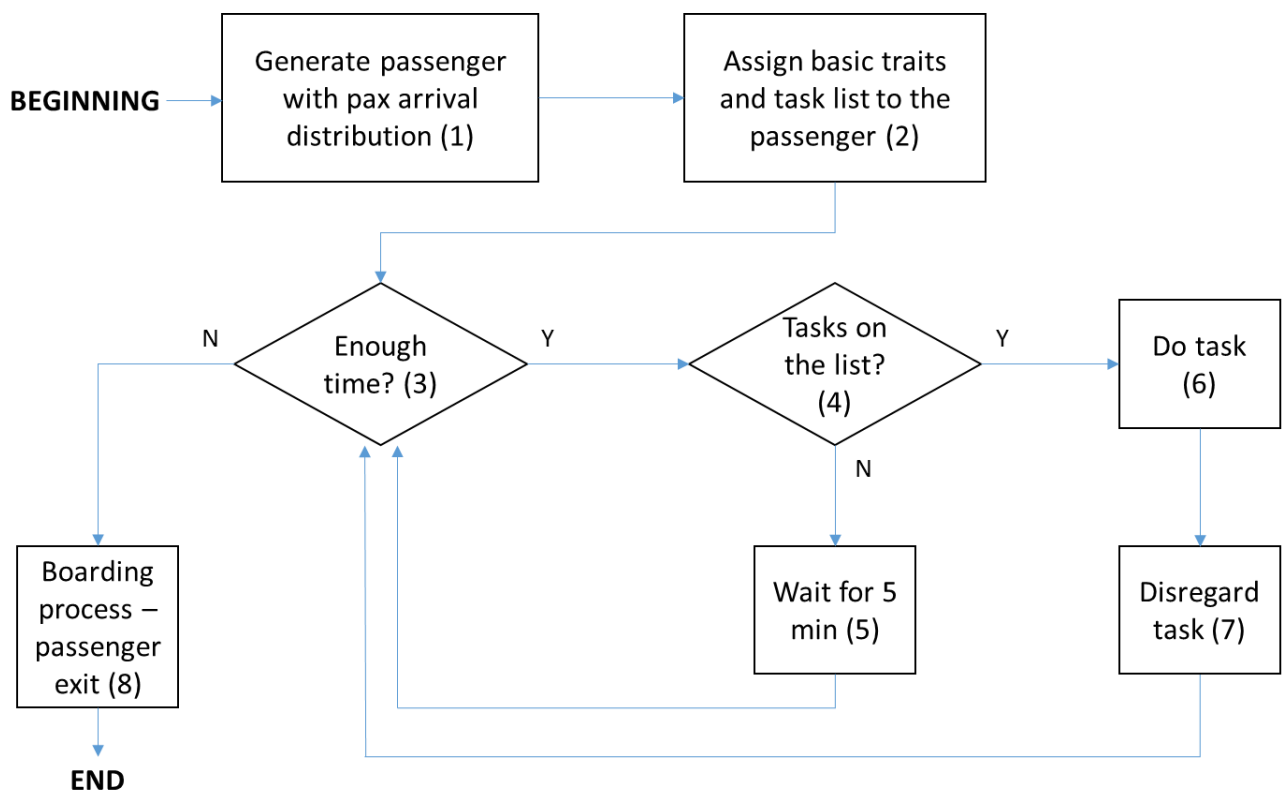 BEGINNING
Generate passenger
with pax arrival
distribution (1)
Assign basic traits
and task list to the
passenger (2)
N
Enough
time? (3)
Y
Tasks on
the list?
(4)
Y
Do task
(6)
N
Boarding
process –
passenger
exit (8)
Wait for 5
min (5)
Disregard
task (7)
END